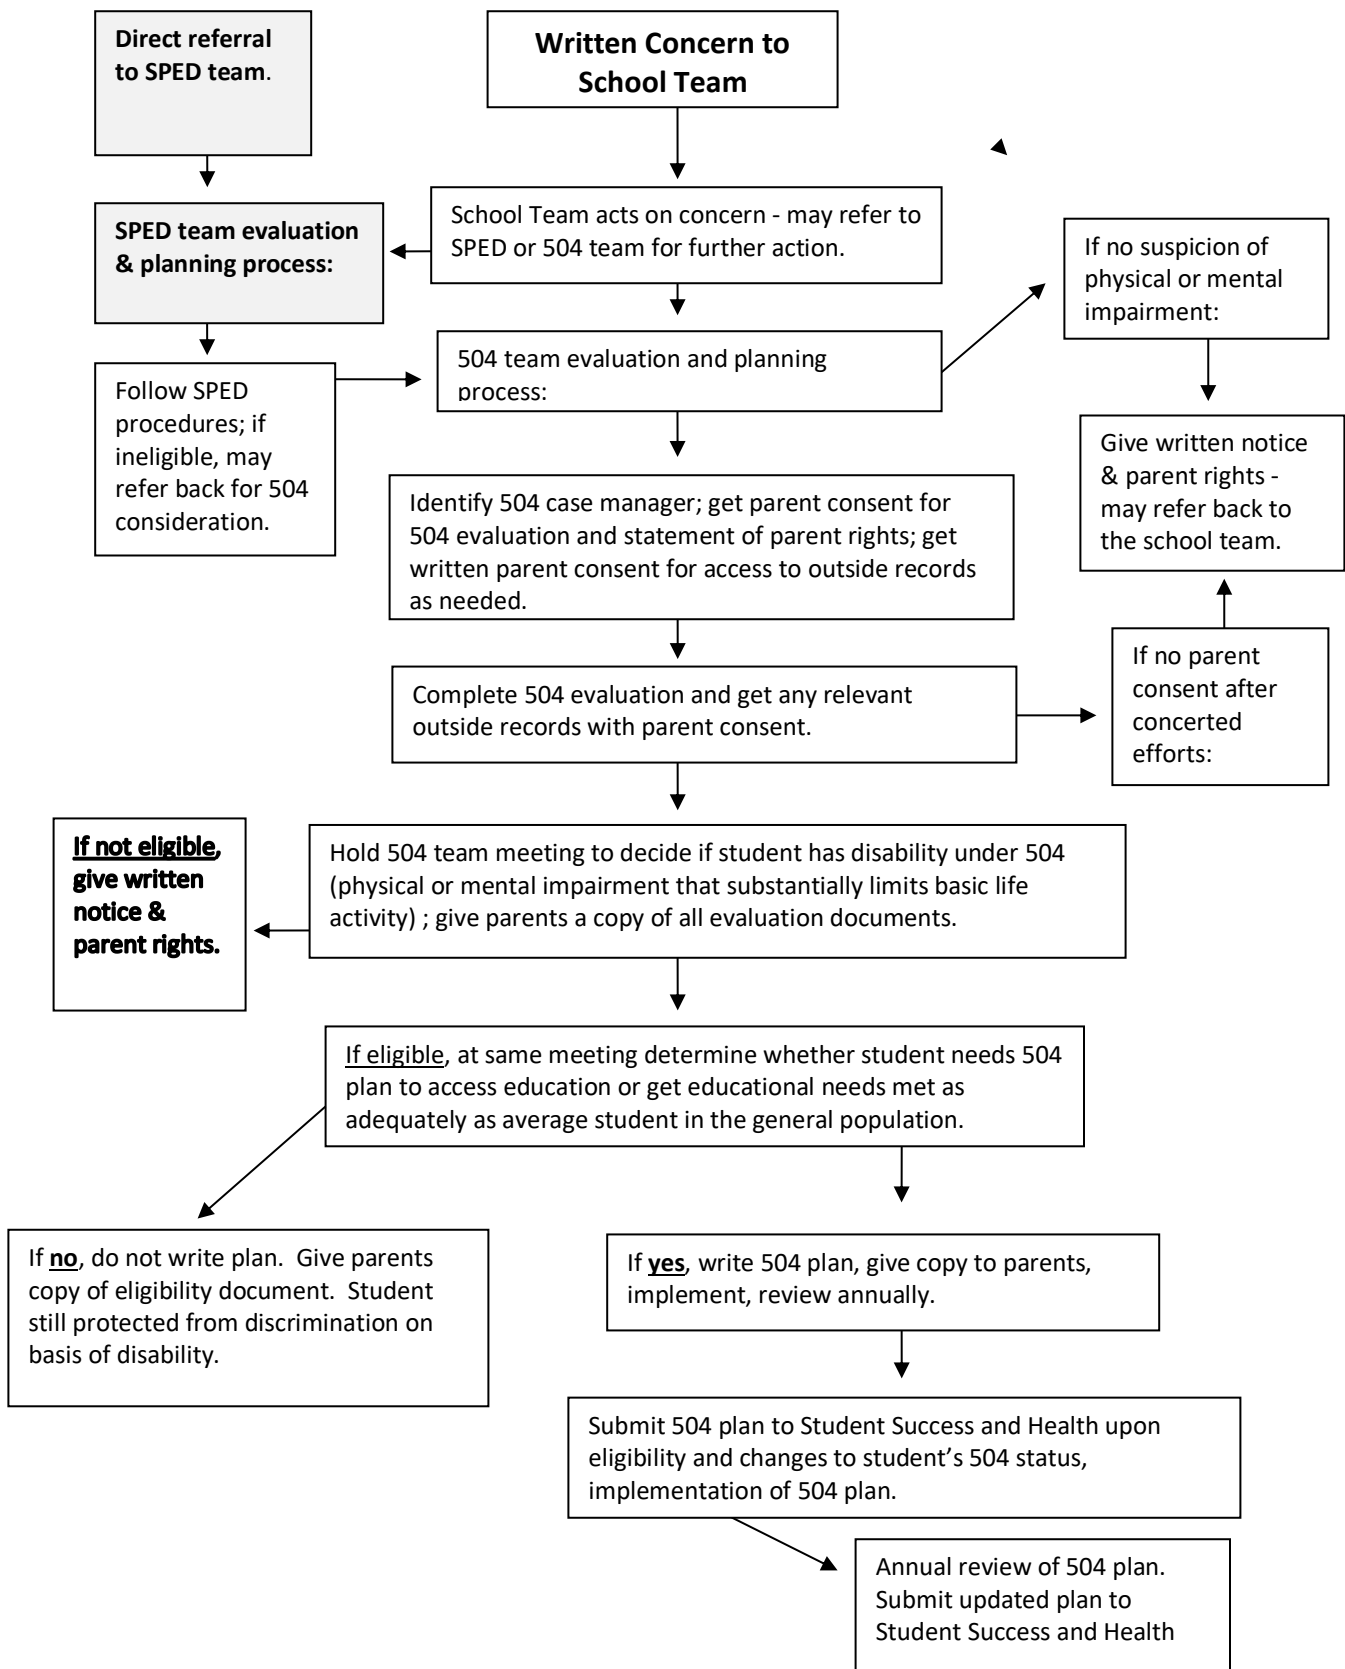 Direct referral
to SPED team.
Written Concern to
School Team
SPED team evaluation
& planning process:
School Team acts on concern - may refer to
SPED or 504 team for further action.
If no suspicion of
physical or mental
impairment:
Follow SPED
procedures; if
ineligible, may
refer back for 504
consideration.
504 team evaluation and planning
process:
Give written notice
& parent rights -
may refer back to
the school team.
Identify 504 case manager; get parent consent for
504 evaluation and statement of parent rights; get
written parent consent for access to outside records
as needed.
If no parent
consent after
concerted
efforts:
Complete 504 evaluation and get any relevant
outside records with parent consent.
If not eligible,
give written
notice &
parent rights.
Hold 504 team meeting to decide if student has disability under 504
(physical or mental impairment that substantially limits basic life
activity) ; give parents a copy of all evaluation documents.
If eligible, at same meeting determine whether student needs 504
plan to access education or get educational needs met as
adequately as average student in the general population.
If no, do not write plan.  Give parents
copy of eligibility document.  Student
still protected from discrimination on
basis of disability.
If yes, write 504 plan, give copy to parents,
implement, review annually.
Submit 504 plan to Student Success and Health upon
eligibility and changes to student’s 504 status,
implementation of 504 plan.
Annual review of 504 plan.
Submit updated plan to
Student Success and Health